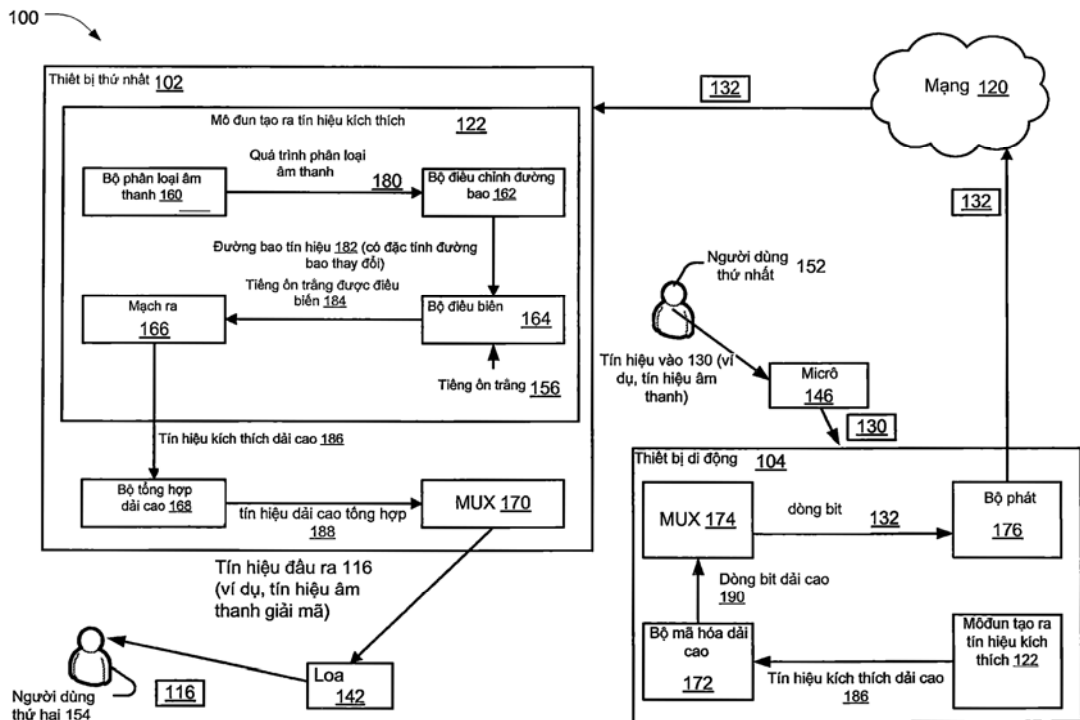 100
Thiết bị thứ nhất 102
Mô đun tạo ra tín hiệu kích thích 122
Bộ phân loại âm
thanh 160
Quá trình phân loại
âm thanh
180
Bộ điều chỉnh đường
bao 162
Đường bao tín hiệu 182 (có đặc tính đường
bao thay đổi)
Tiếng ồn trắng được điều
biến 184
Mạch ra
166
Bộ điều biên
164
Tiếng ồn trắng 156
Tín hiệu kích thích dải cao 186
Bộ tổng hợp
dải cao 168
tín hiệu dải cao tổng hợp
188
MUX 170
Tín hiệu đầu ra 116
(ví dụ, tín hiệu âm
thanh giải mã)
Loa
142
116
Người dùng
thứ hai 154
132
Mạng 120
132
Người dùng
thứ nhất 152
Tín hiệu vào 130 (ví
dụ, tín hiệu âm
thanh)
Micrô
146
130
Thiết bị di động 104
MUX 174
dòng bit
132
Bộ phát
176
Dòng bit dải cao
190
Bộ mã hóa dải
cao
172
Tín hiệu kích thích dải cao
186
Môđun tạo ra
tín hiệu kích
thích 122